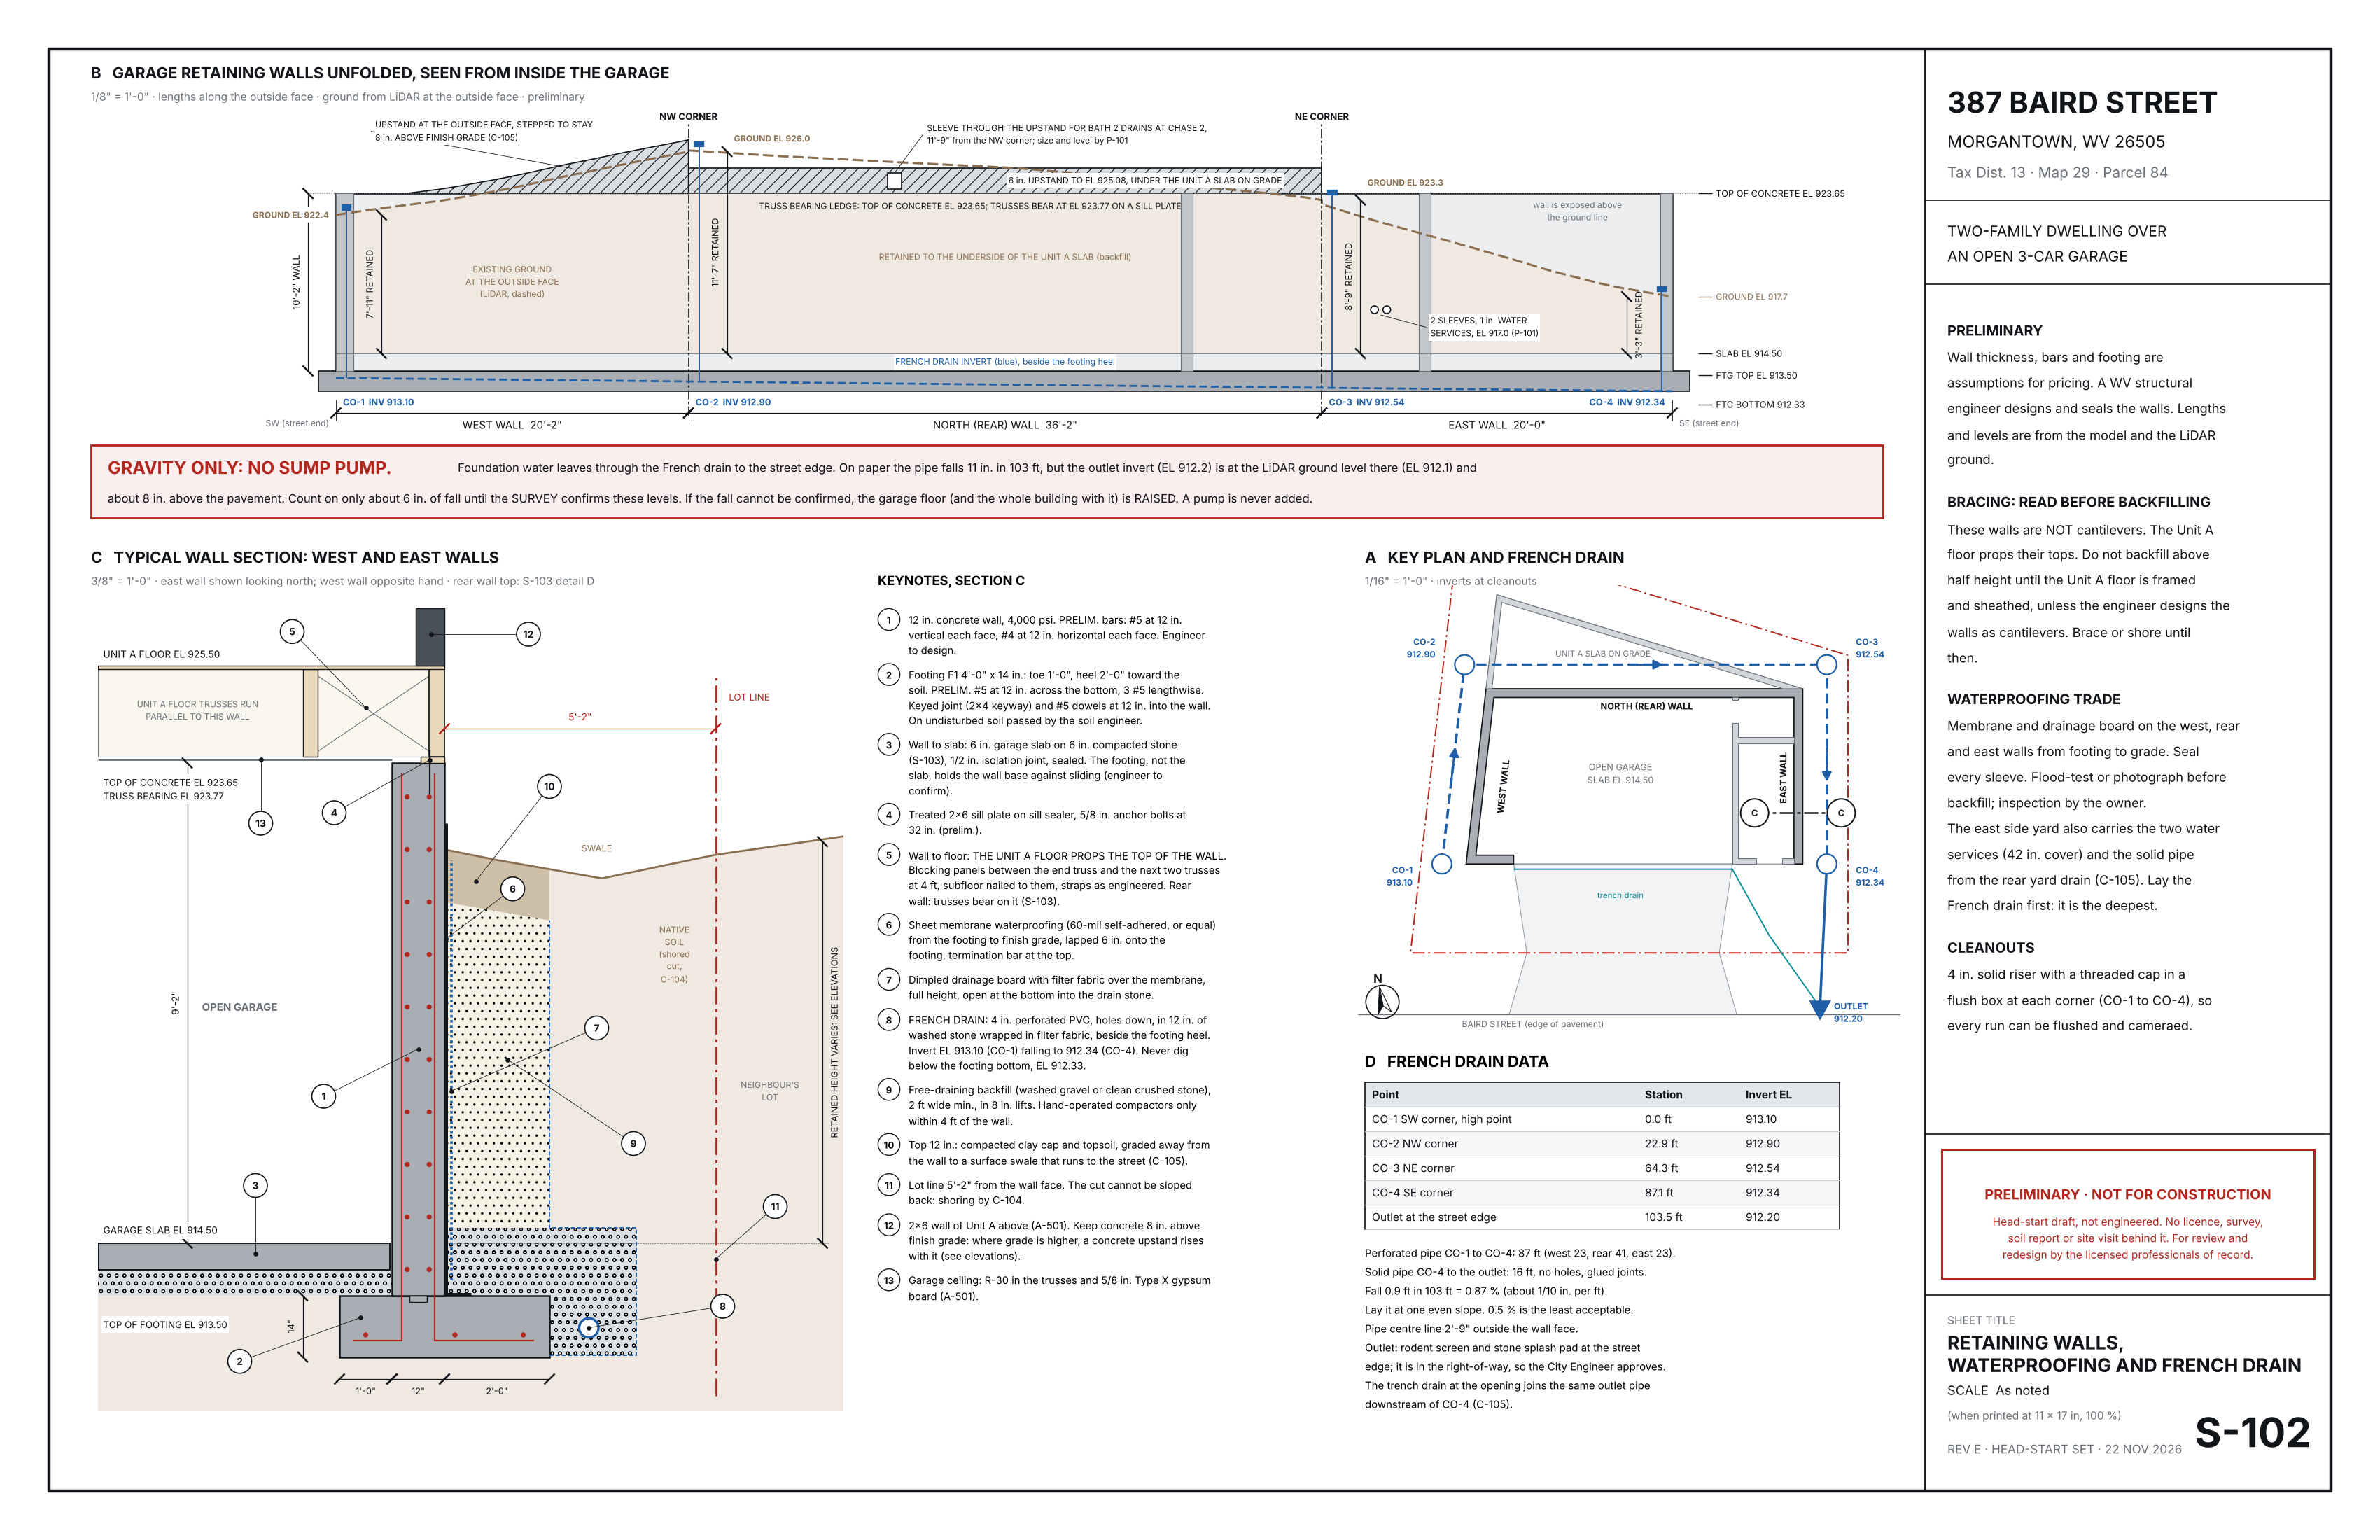 B GARAGE RETAINING WALLS UNFOLDED, SEEN FROM INSIDE THE GARAGE
1/8" = 1'-0" · lengths along the outside face · ground from LiDAR at the outside face · preliminary
UPSTAND AT THE OUTSIDE FACE, STEPPED TO STAY
8 in. ABOVE FINISH GRADE (C-105)
NW CORNER
GROUND EL 926.0
SLEEVE THROUGH THE UPSTAND FOR BATH 2 DRAINS AT CHASE 2,
11'-9" from the NW corner; size and level by P-101
NE CORNER
6 in. UPSTAND TO EL 925.08, UNDER THE UNIT A SLAB ON GRADE
GROUND EL 923.3
TOP OF CONCRETE EL 923.65
GROUND EL 922.4
TRUSS BEARING LEDGE: TOP OF CONCRETE EL 923.65; TRUSSES BEAR AT EL 923.77 ON A SILL PLATE
wall is exposed above
the ground line
10'-2" WALL
7'-11" RETAINED
EXISTING GROUND
AT THE OUTSIDE FACE
(LiDAR, dashed)
11'-7" RETAINED
RETAINED TO THE UNDERSIDE OF THE UNIT A SLAB (backfill)
8'-9" RETAINED
2 SLEEVES, 1 in. WATER
SERVICES, EL 917.0 (P-101)
3'-3" RETAINED
GROUND EL 917.7
SLAB EL 914.50
FRENCH DRAIN INVERT (blue), beside the footing heel
FTG TOP EL 913.50
CO-1 INV 913.10
CO-2 INV 912.90
CO-3 INV 912.54
CO-4 INV 912.34
FTG BOTTOM 912.33
SW (street end)
WEST WALL 20'-2"
NORTH (REAR) WALL 36'-2"
EAST WALL 20'-0"
SE (street end)
GRAVITY ONLY: NO SUMP PUMP. Foundation water leaves through the French drain to the street edge. On paper the pipe falls 11 in. in 103 ft, but the outlet invert (EL 912.2) is at the LiDAR ground level there (EL 912.1) and
about 8 in. above the pavement. Count on only about 6 in. of fall until the SURVEY confirms these levels. If the fall cannot be confirmed, the garage floor (and the whole building with it) is RAISED. A pump is never added.
C TYPICAL WALL SECTION: WEST AND EAST WALLS
3/8" = 1'-0" · east wall shown looking north; west wall opposite hand · rear wall top: S-103 detail D
5
12
UNIT A FLOOR EL 925.50
UNIT A FLOOR TRUSSES RUN
PARALLEL TO THIS WALL
LOT LINE
5'-2"
TOP OF CONCRETE EL 923.65
TRUSS BEARING EL 923.77
13
4
10
SWALE
6
NATIVE
SOIL
(shored
cut,
C-104)
9'-2"
OPEN GARAGE
7
1
9
NEIGHBOUR'S
LOT
RETAINED HEIGHT VARIES: SEE ELEVATIONS
3
11
GARAGE SLAB EL 914.50
8
TOP OF FOOTING EL 913.50
14"
2
1'-0"
12"
2'-0"
KEYNOTES, SECTION C
1 12 in. concrete wall, 4,000 psi. PRELIM. bars: #5 at 12 in.
vertical each face, #4 at 12 in. horizontal each face. Engineer
to design.
2 Footing F1 4'-0" x 14 in.: toe 1'-0", heel 2'-0" toward the
soil. PRELIM. #5 at 12 in. across the bottom, 3 #5 lengthwise.
Keyed joint (2×4 keyway) and #5 dowels at 12 in. into the wall.
On undisturbed soil passed by the soil engineer.
3 Wall to slab: 6 in. garage slab on 6 in. compacted stone
(S-103), 1/2 in. isolation joint, sealed. The footing, not the
slab, holds the wall base against sliding (engineer to
confirm).
4 Treated 2×6 sill plate on sill sealer, 5/8 in. anchor bolts at
32 in. (prelim.).
5 Wall to floor: THE UNIT A FLOOR PROPS THE TOP OF THE WALL.
Blocking panels between the end truss and the next two trusses
at 4 ft, subfloor nailed to them, straps as engineered. Rear
wall: trusses bear on it (S-103).
6 Sheet membrane waterproofing (60-mil self-adhered, or equal)
from the footing to finish grade, lapped 6 in. onto the
footing, termination bar at the top.
7 Dimpled drainage board with filter fabric over the membrane,
full height, open at the bottom into the drain stone.
8 FRENCH DRAIN: 4 in. perforated PVC, holes down, in 12 in. of
washed stone wrapped in filter fabric, beside the footing heel.
Invert EL 913.10 (CO-1) falling to 912.34 (CO-4). Never dig
below the footing bottom, EL 912.33.
9 Free-draining backfill (washed gravel or clean crushed stone),
2 ft wide min., in 8 in. lifts. Hand-operated compactors only
within 4 ft of the wall.
10 Top 12 in.: compacted clay cap and topsoil, graded away from
the wall to a surface swale that runs to the street (C-105).
11 Lot line 5'-2" from the wall face. The cut cannot be sloped
back: shoring by C-104.
12 2×6 wall of Unit A above (A-501). Keep concrete 8 in. above
finish grade: where grade is higher, a concrete upstand rises
with it (see elevations).
13 Garage ceiling: R-30 in the trusses and 5/8 in. Type X gypsum
board (A-501).
A KEY PLAN AND FRENCH DRAIN
1/16" = 1'-0" · inverts at cleanouts
CO-2
912.90
UNIT A SLAB ON GRADE
CO-3
912.54
NORTH (REAR) WALL
WEST WALL
OPEN GARAGE
SLAB EL 914.50
EAST WALL
C
C
CO-1
913.10
CO-4
912.34
trench drain
N
OUTLET
912.20
BAIRD STREET (edge of pavement)
D FRENCH DRAIN DATA
Point Station Invert EL
CO-1 SW corner, high point 0.0 ft 913.10
CO-2 NW corner 22.9 ft 912.90
CO-3 NE corner 64.3 ft 912.54
CO-4 SE corner 87.1 ft 912.34
Outlet at the street edge 103.5 ft 912.20
Perforated pipe CO-1 to CO-4: 87 ft (west 23, rear 41, east 23).
Solid pipe CO-4 to the outlet: 16 ft, no holes, glued joints.
Fall 0.9 ft in 103 ft = 0.87 % (about 1/10 in. per ft).
Lay it at one even slope. 0.5 % is the least acceptable.
Pipe centre line 2'-9" outside the wall face.
Outlet: rodent screen and stone splash pad at the street
edge; it is in the right-of-way, so the City Engineer approves.
The trench drain at the opening joins the same outlet pipe
downstream of CO-4 (C-105).
387 BAIRD STREET
MORGANTOWN, WV 26505
Tax Dist. 13 · Map 29 · Parcel 84
TWO-FAMILY DWELLING OVER
AN OPEN 3-CAR GARAGE
PRELIMINARY
Wall thickness, bars and footing are
assumptions for pricing. A WV structural
engineer designs and seals the walls. Lengths
and levels are from the model and the LiDAR
ground.
BRACING: READ BEFORE BACKFILLING
These walls are NOT cantilevers. The Unit A
floor props their tops. Do not backfill above
half height until the Unit A floor is framed
and sheathed, unless the engineer designs the
walls as cantilevers. Brace or shore until
then.
WATERPROOFING TRADE
Membrane and drainage board on the west, rear
and east walls from footing to grade. Seal
every sleeve. Flood-test or photograph before
backfill; inspection by the owner.
The east side yard also carries the two water
services (42 in. cover) and the solid pipe
from the rear yard drain (C-105). Lay the
French drain first: it is the deepest.
CLEANOUTS
4 in. solid riser with a threaded cap in a
flush box at each corner (CO-1 to CO-4), so
every run can be flushed and cameraed.
PRELIMINARY · NOT FOR CONSTRUCTION
Head-start draft, not engineered. No licence, survey,
soil report or site visit behind it. For review and
redesign by the licensed professionals of record.
SHEET TITLE
RETAINING WALLS,
WATERPROOFING AND FRENCH DRAIN
SCALE As noted
(when printed at 11 × 17 in, 100 %)
REV E · HEAD-START SET · 22 NOV 2026
S-102